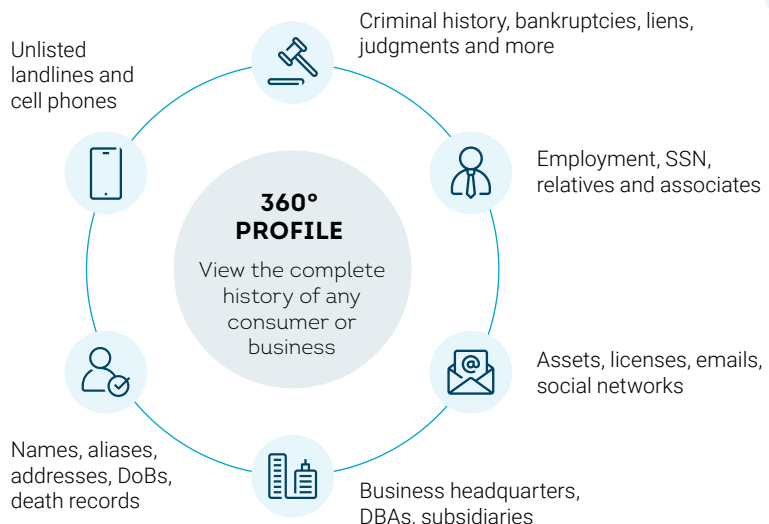 Criminal history, bankruptcies, liens,
judgments and more
Unlisted
landlines and
cell phones
Employment, SSN,
relatives and associates
360°
PROFILE
View the complete
history of any
consumer or
business
@
Assets, licenses, emails,
social networks
Names, aliases,
addresses, DoBs,
death records
Business headquarters,
DBAs, subsidiaries